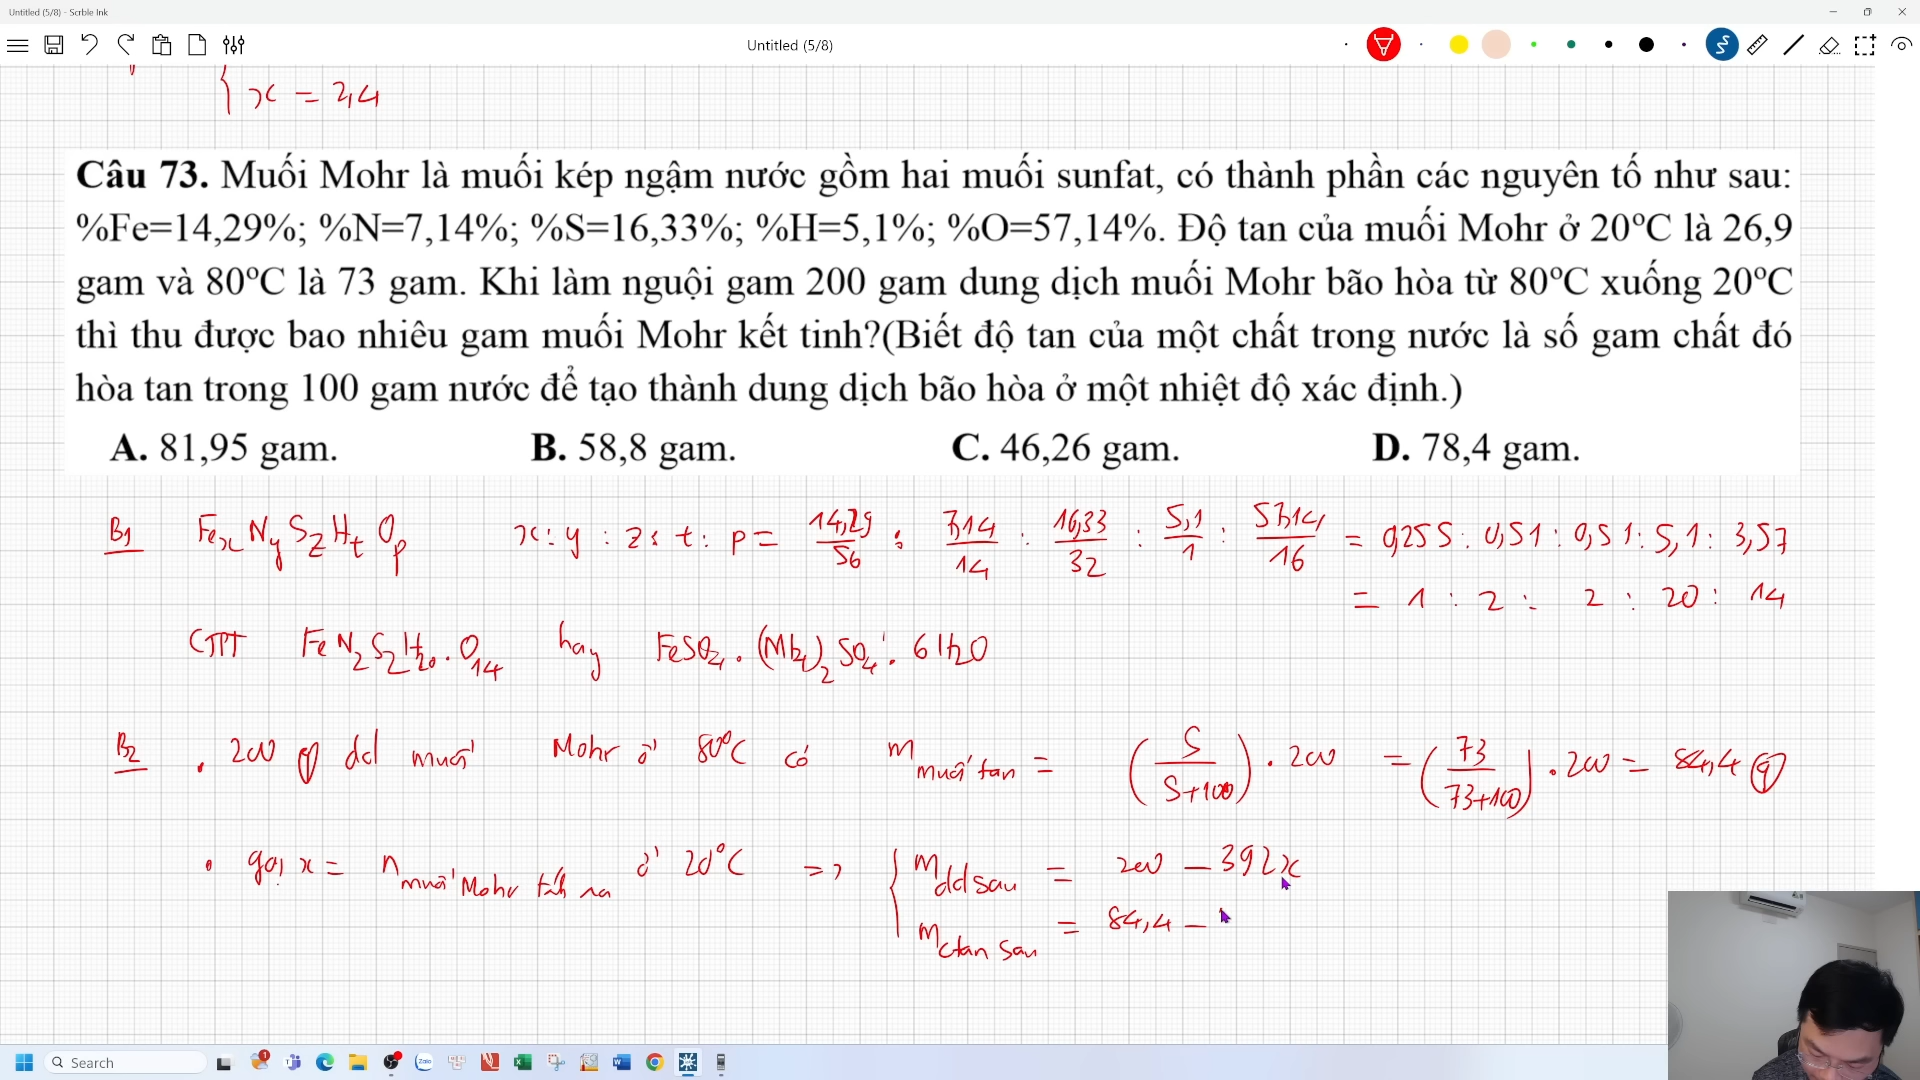 Untitled (5/8) - Scrble Ink
Untitled (5/8)
x = 2,4
Câu 73. Muối Mohr là muối kép ngậm nước gồm hai muối sunfat, có thành phần các nguyên tố như sau:
%Fe=14,29%; %N=7,14%; %S=16,33%; %H=5,1%; %O=57,14%. Độ tan của muối Mohr ở 20°C là 26,9
gam và 80°C là 73 gam. Khi làm nguội gam 200 gam dung dịch muối Mohr bão hòa từ 80°C xuống 20°C
thì thu được bao nhiêu gam muối Mohr kết tinh?(Biết độ tan của một chất trong nước là số gam chất đó
hòa tan trong 100 gam nước để tạo thành dung dịch bão hòa ở một nhiệt độ xác định.)
A. 81,95 gam. B. 58,8 gam. C. 46,26 gam. D. 78,4 gam.
B1 FexNySzHtOp x : y : z : t : p = 14,29/56 : 7,14/14 : 16,33/32 : 5,1/1 : 57,14/16 = 0,255 : 0,51 : 0,51 : 5,1 : 3,57
= 1 : 2 : 2 : 20 : 14
CTPT FeN2S2H20.O14 hay FeSO4.(NH4)2SO4.6H2O
B2 . 200 g dd muối Mohr ở 80°C có m muối tan = (S/(S+100)) . 200 = (73/(73+100)) . 200 = 84,4 g
. gọi x = n muối Mohr tách ra ở 20°C => { m dd sau = 200 - 392x
m ctan sau = 84,4 -
Search
1
Zalo